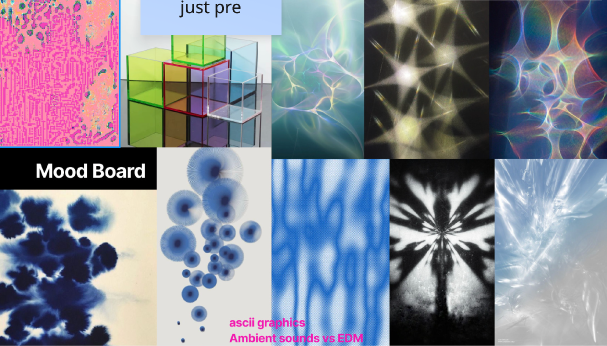 just pre
Mood Board
ascii graphics
Ambient sounds vs EDM